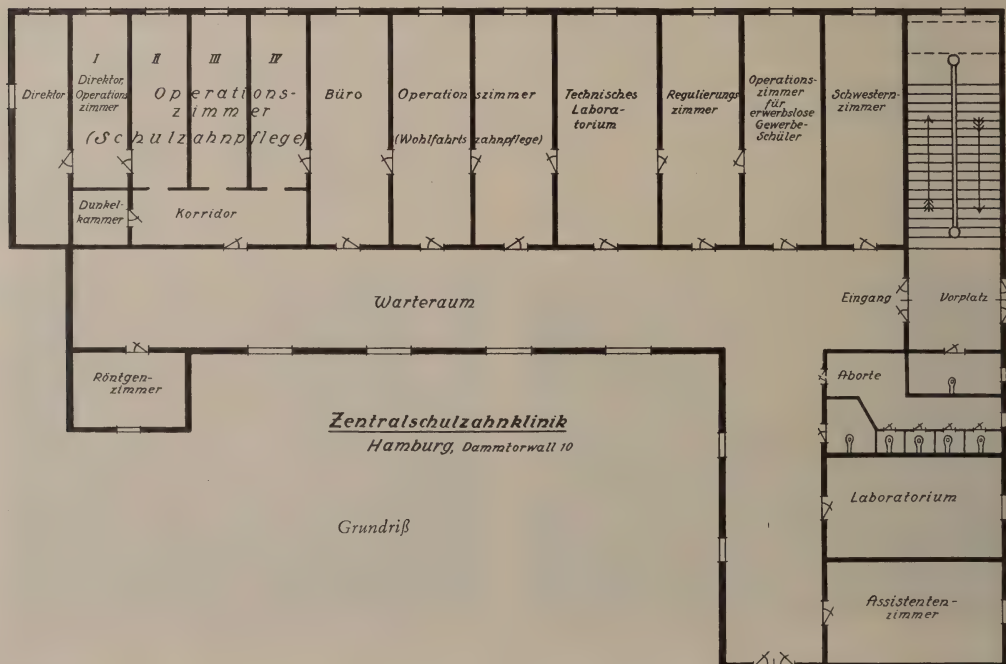 I
II
III
IV
Direktor
Direktor,
Operations
zimmer
Operations-
zimmer
(Schulzahnpflege)
Büro
Operationszimmer
(Wohlfahrtszahnpflege)
Technisches
Labora-
torium
Regulierungs
zimmer
Operations-
zimmer
für
erwerbslose
Gewerbe-
Schüler
Schwestern-
zimmer
Dunkel-
kammer
Korridor
Warteraum
Eingang
Vorplatz
Röntgen-
zimmer
Aborte
Zentralschulzahnklinik
Hamburg, Dammtorwall 10
Laboratorium
Grundriß
Assistenten-
zimmer